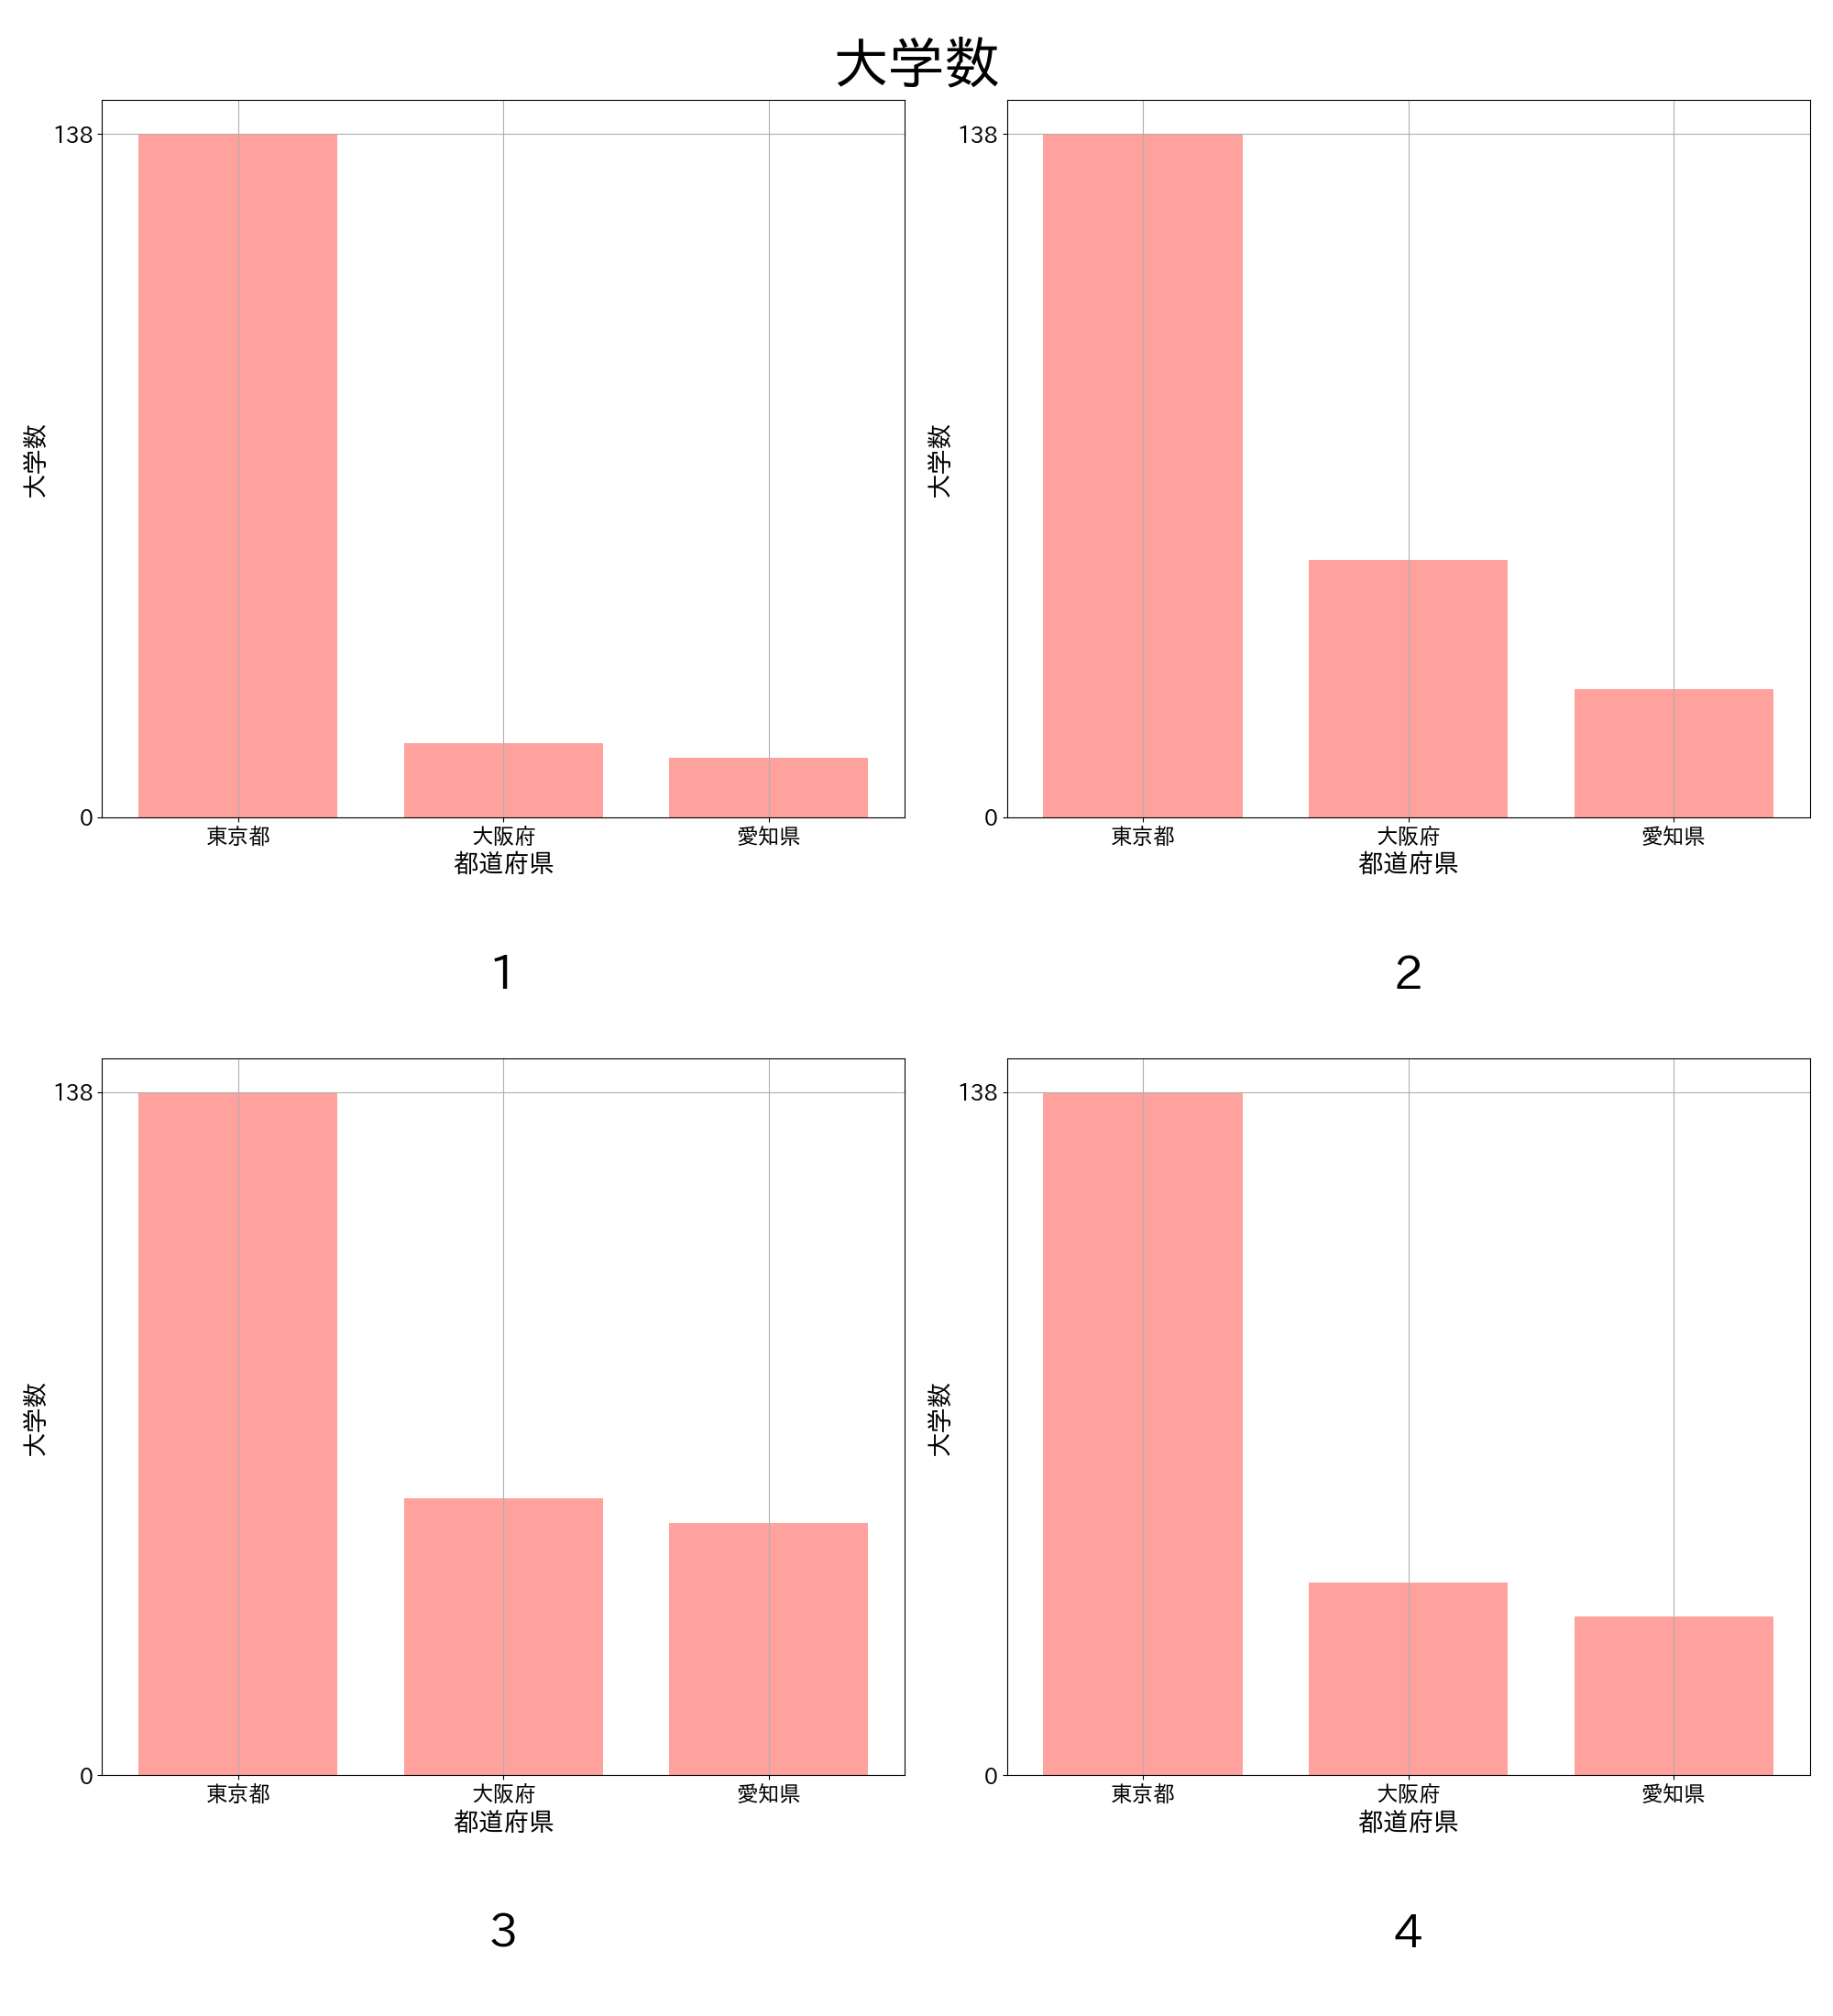 大学数
138
0
大学数
東京都 大阪府 愛知県
都道府県
1
138
0
大学数
東京都 大阪府 愛知県
都道府県
2
138
0
大学数
東京都 大阪府 愛知県
都道府県
3
138
0
大学数
東京都 大阪府 愛知県
都道府県
4